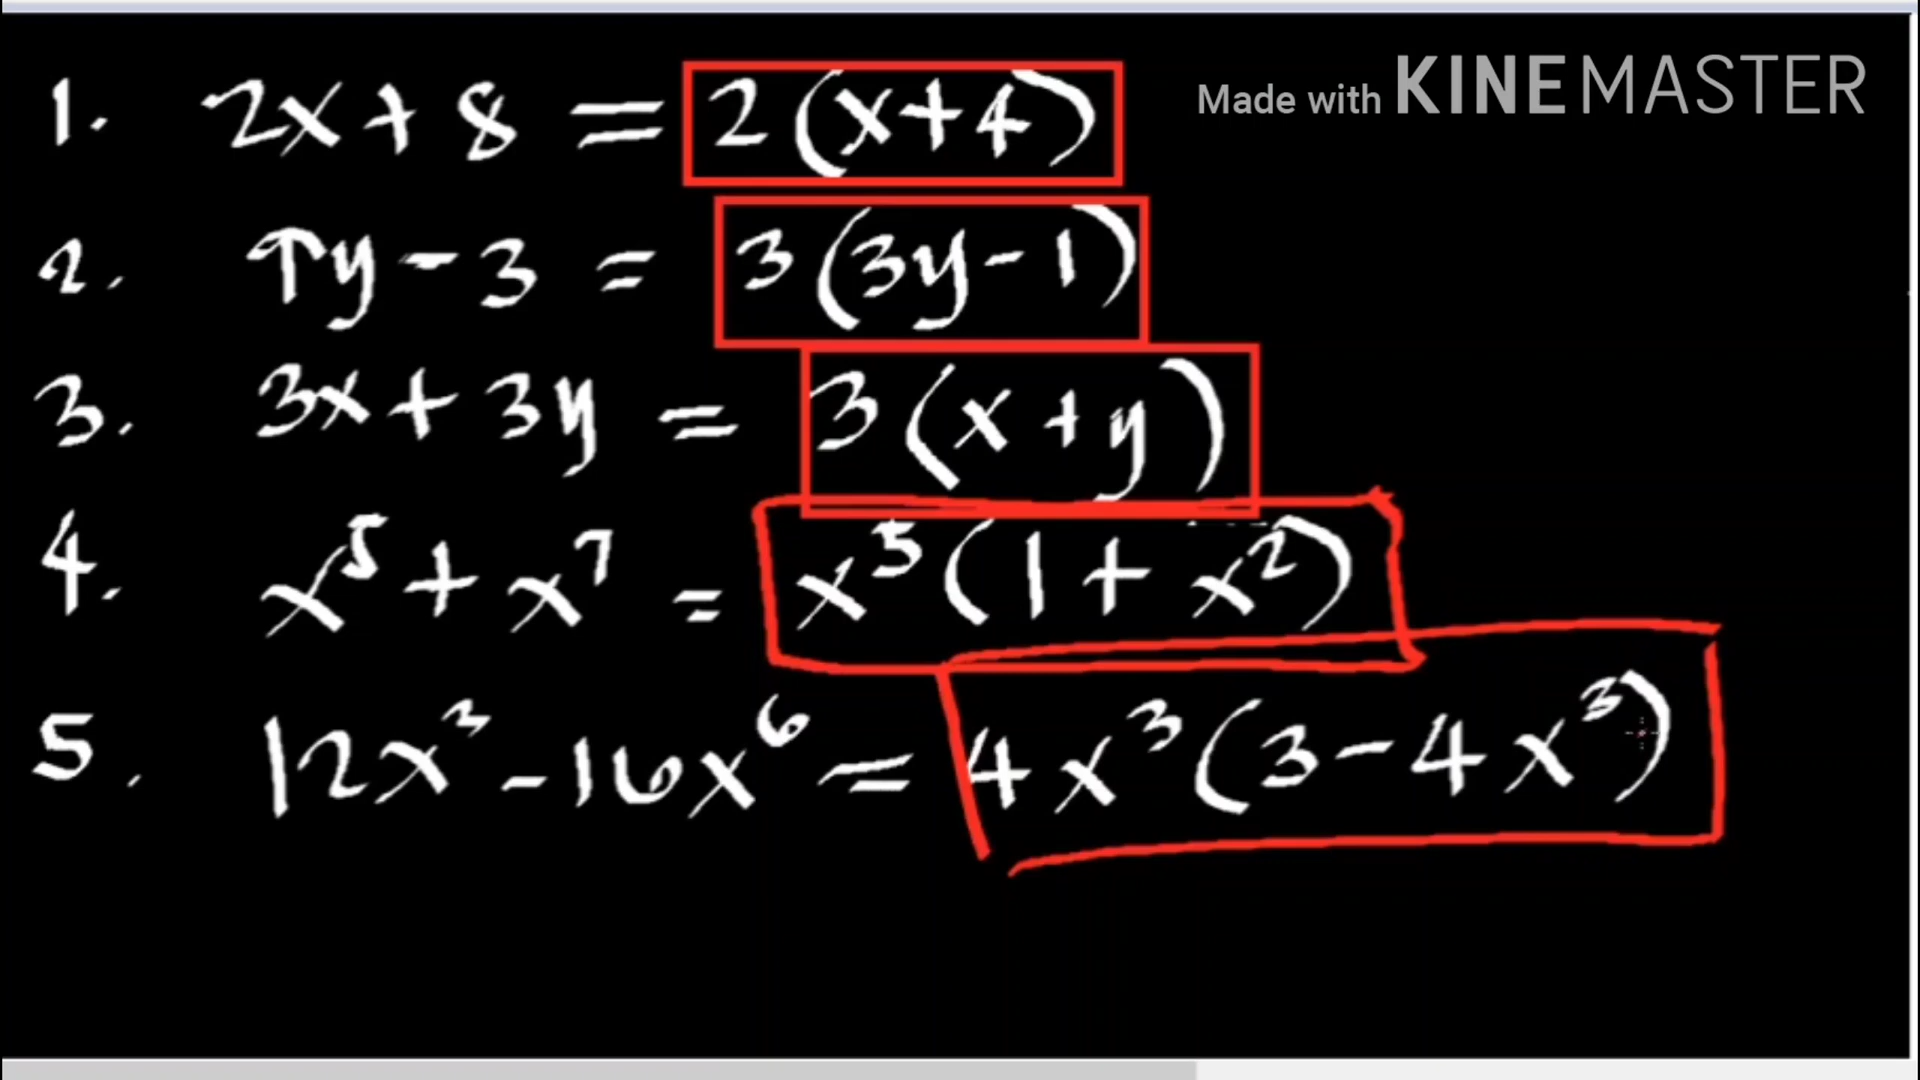 1. 2x + 8 = 2(x+4)
Made with KINEMASTER
2. 9y - 3 = 3(3y - 1)
3. 3x + 3y = 3(x + y)
4. x⁵ + x⁷ = x⁵(1 + x²)
5. 12x³ - 16x⁶ = 4x³(3 - 4x³)